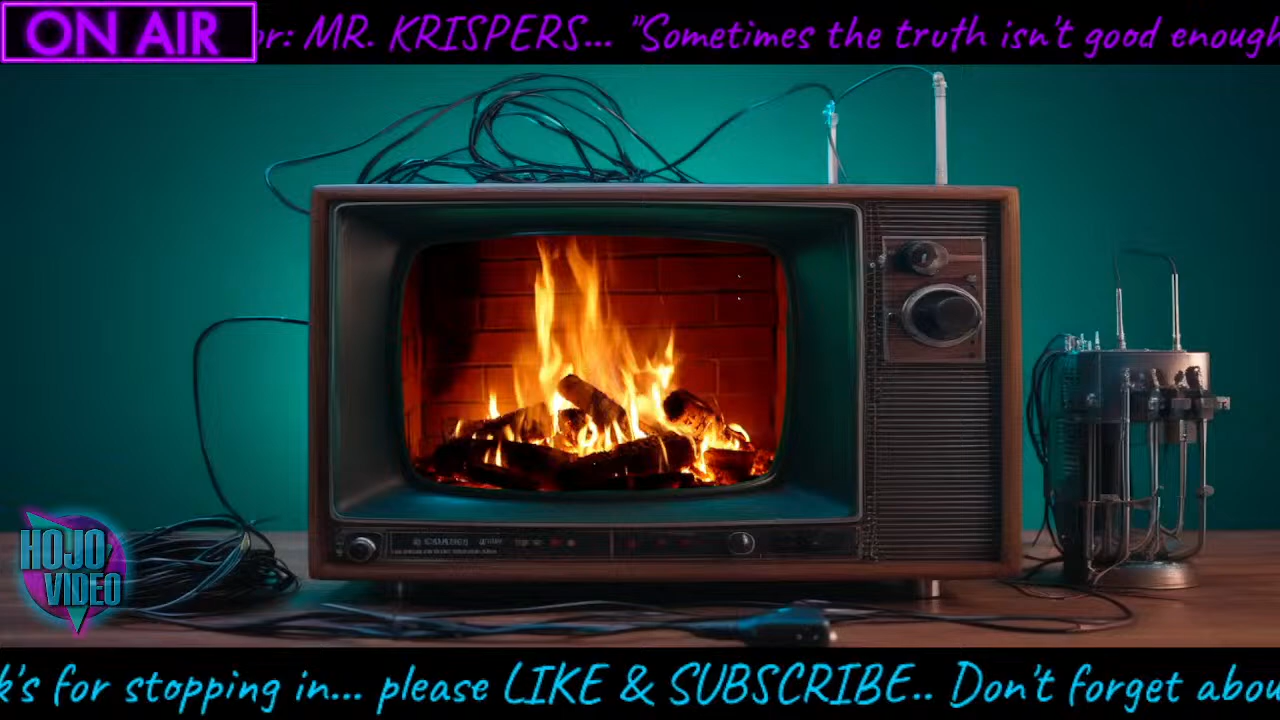 ON AIR
or: MR. KRISPERS... "Sometimes the truth isn't good enough
HOJO
VIDEO
k's for stopping in... please LIKE & SUBSCRIBE.. Don't forget abou